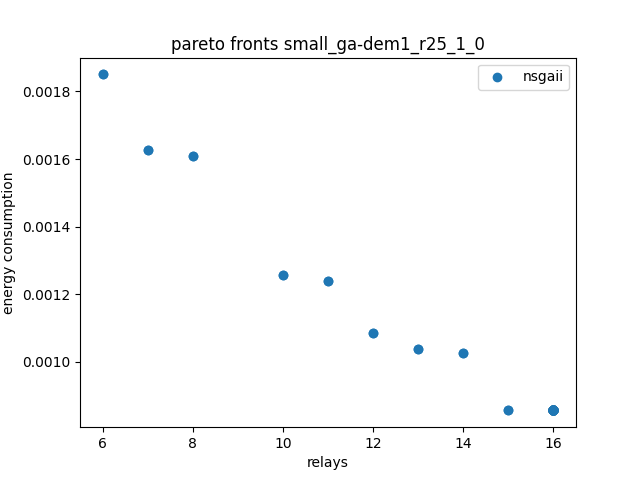 pareto fronts small_ga-dem1_r25_1_0
nsgaii
energy consumption
0.0018
0.0016
0.0014
0.0012
0.0010
6 8 10 12 14 16
relays